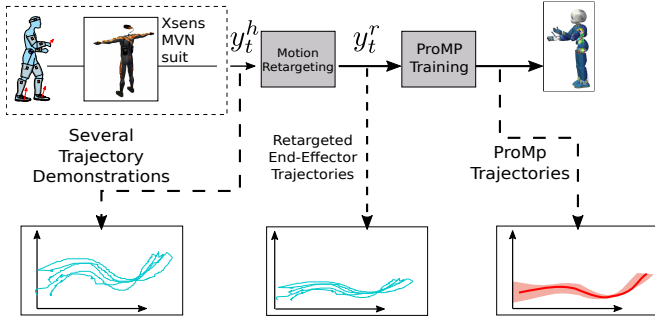 Xsens
MVN
suit
y_t^h
Motion
Retargeting
y_t^r
ProMP
Training
Several
Trajectory
Demonstrations
Retargeted
End-Effector
Trajectories
ProMp
Trajectories